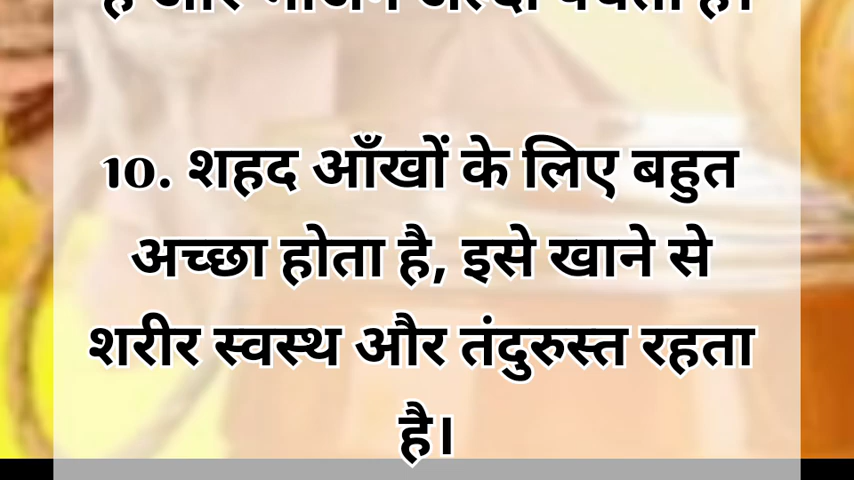 10. शहद आँखों के लिए बहुत
अच्छा होता है, इसे खाने से
शरीर स्वस्थ और तंदुरुस्त रहता
है।